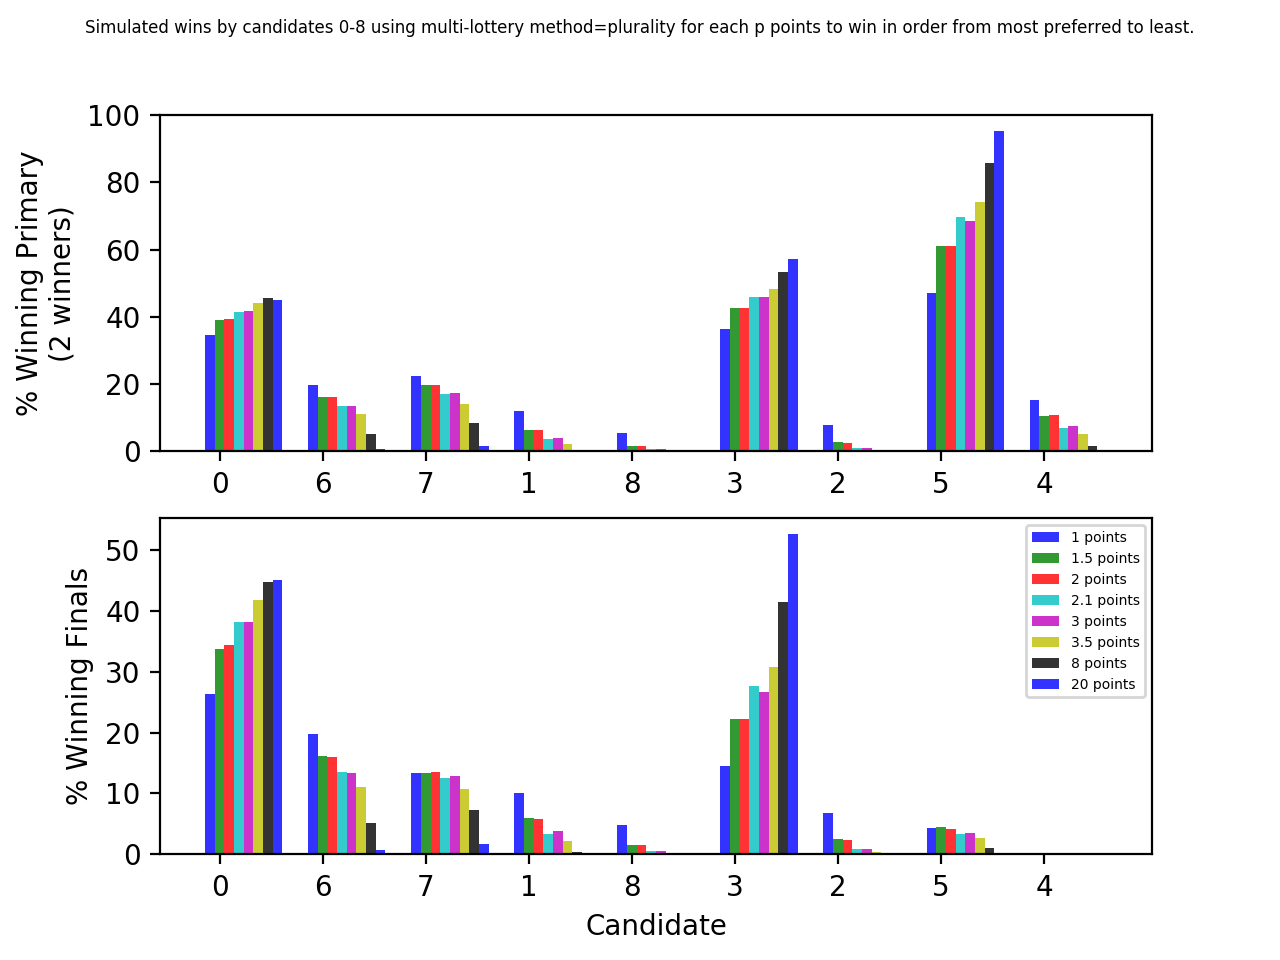 Simulated wins by candidates 0-8 using multi-lottery method=plurality for each p points to win in order from most preferred to least.
% Winning Primary
(2 winners)
100
80
60
40
20
0
0 6 7 1 8 3 2 5 4
% Winning Finals
50
40
30
20
10
0
1 points
1.5 points
2 points
2.1 points
3 points
3.5 points
8 points
20 points
0 6 7 1 8 3 2 5 4
Candidate